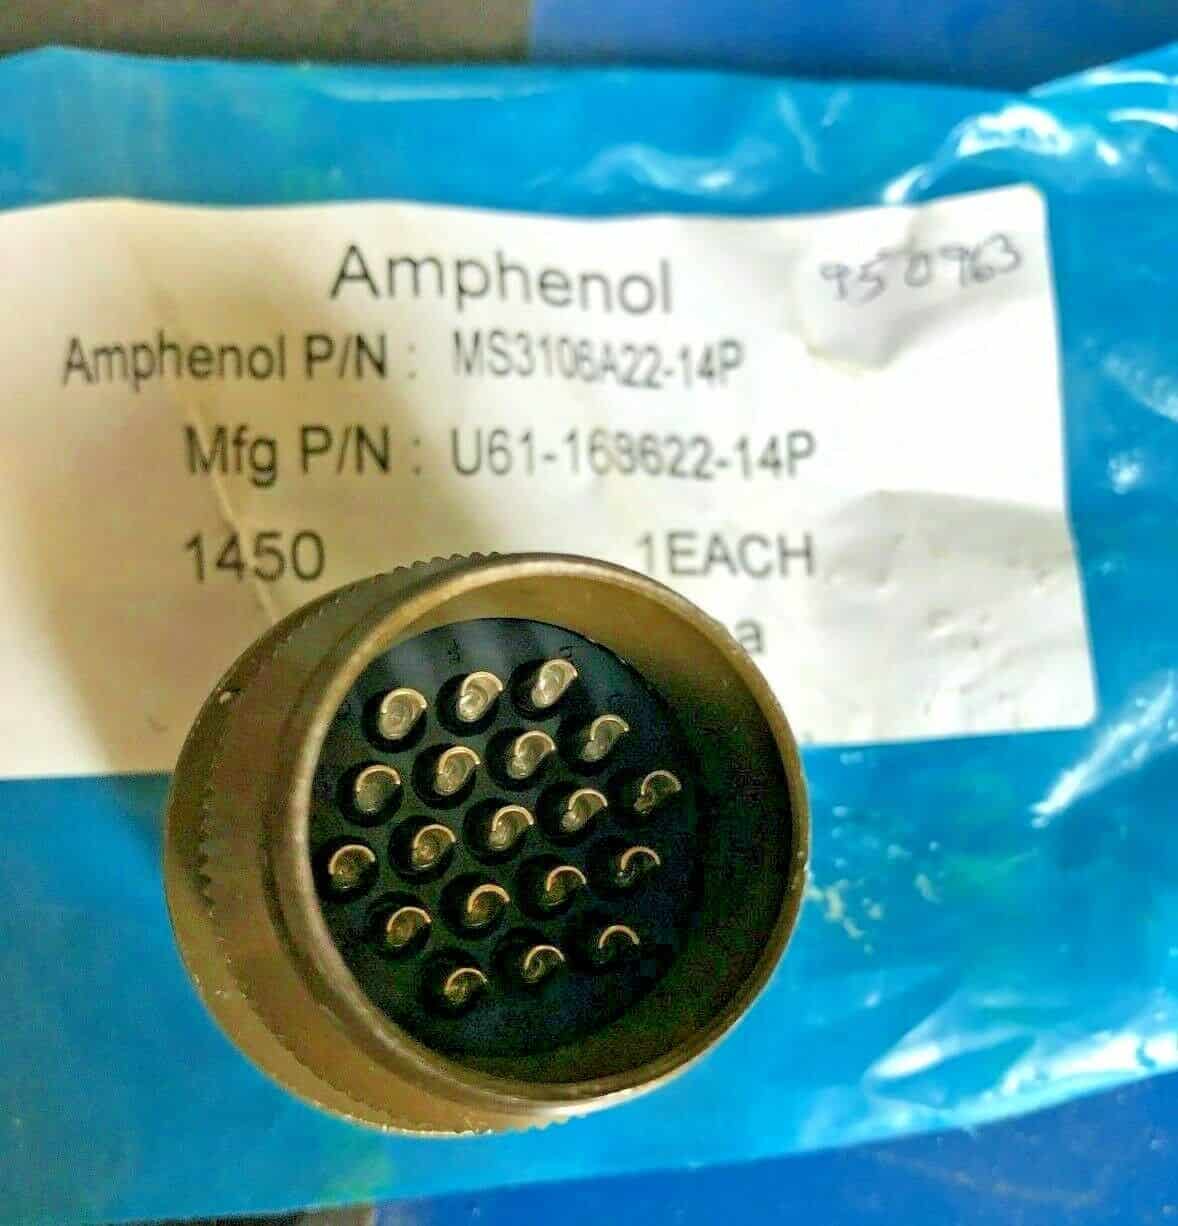 Amphenol
950963
Amphenol P/N : MS3106A22-14P
Mfg P/N : U61-168622-14P
1450 1EACH
a